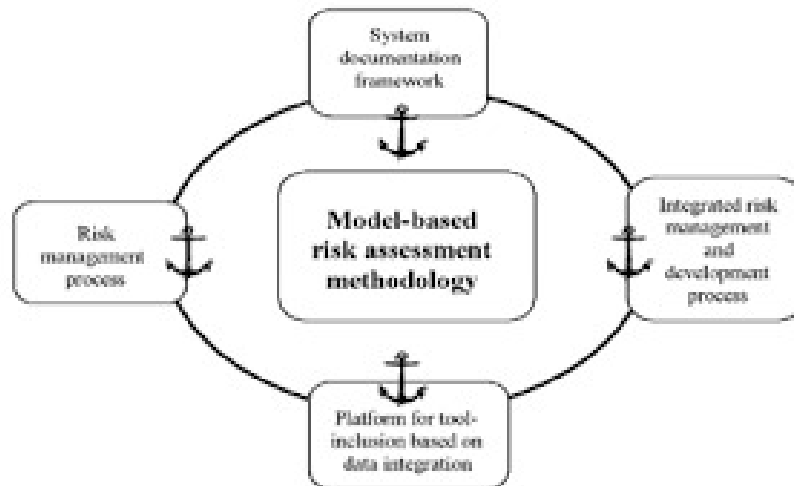 System
documentation
framework
Model-based
risk assessment
methodology
Risk
management
process
Integrated risk
management
and
development
process
Platform for tool-
inclusion based on
data integration